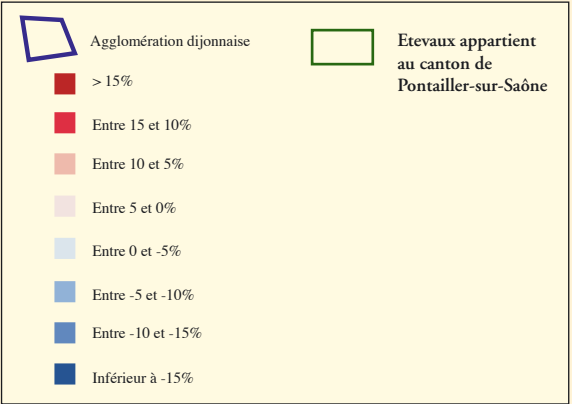 Agglomération dijonnaise
> 15%
Entre 15 et 10%
Entre 10 et 5%
Entre 5 et 0%
Entre 0 et -5%
Entre -5 et -10%
Entre -10 et -15%
Inférieur à -15%
Etevaux appartient
au canton de
Pontailler-sur-Saône